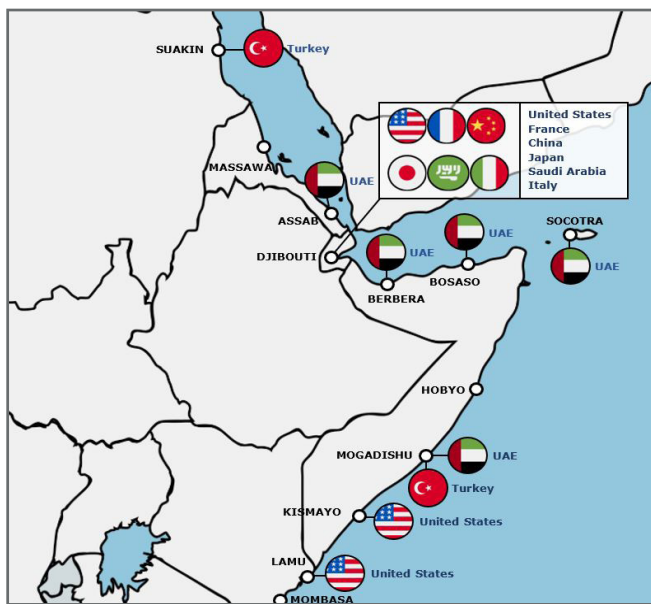 SUAKIN
Turkey
United States
France
China
Japan
Saudi Arabia
Italy
MASSAWA
UAE
ASSAB
UAE
SOCOTRA
DJIBOUTI
UAE
UAE
BOSASO
BERBERA
HOBYO
MOGADISHU
UAE
Turkey
KISMAYO
United States
LAMU
United States
MOMBASA